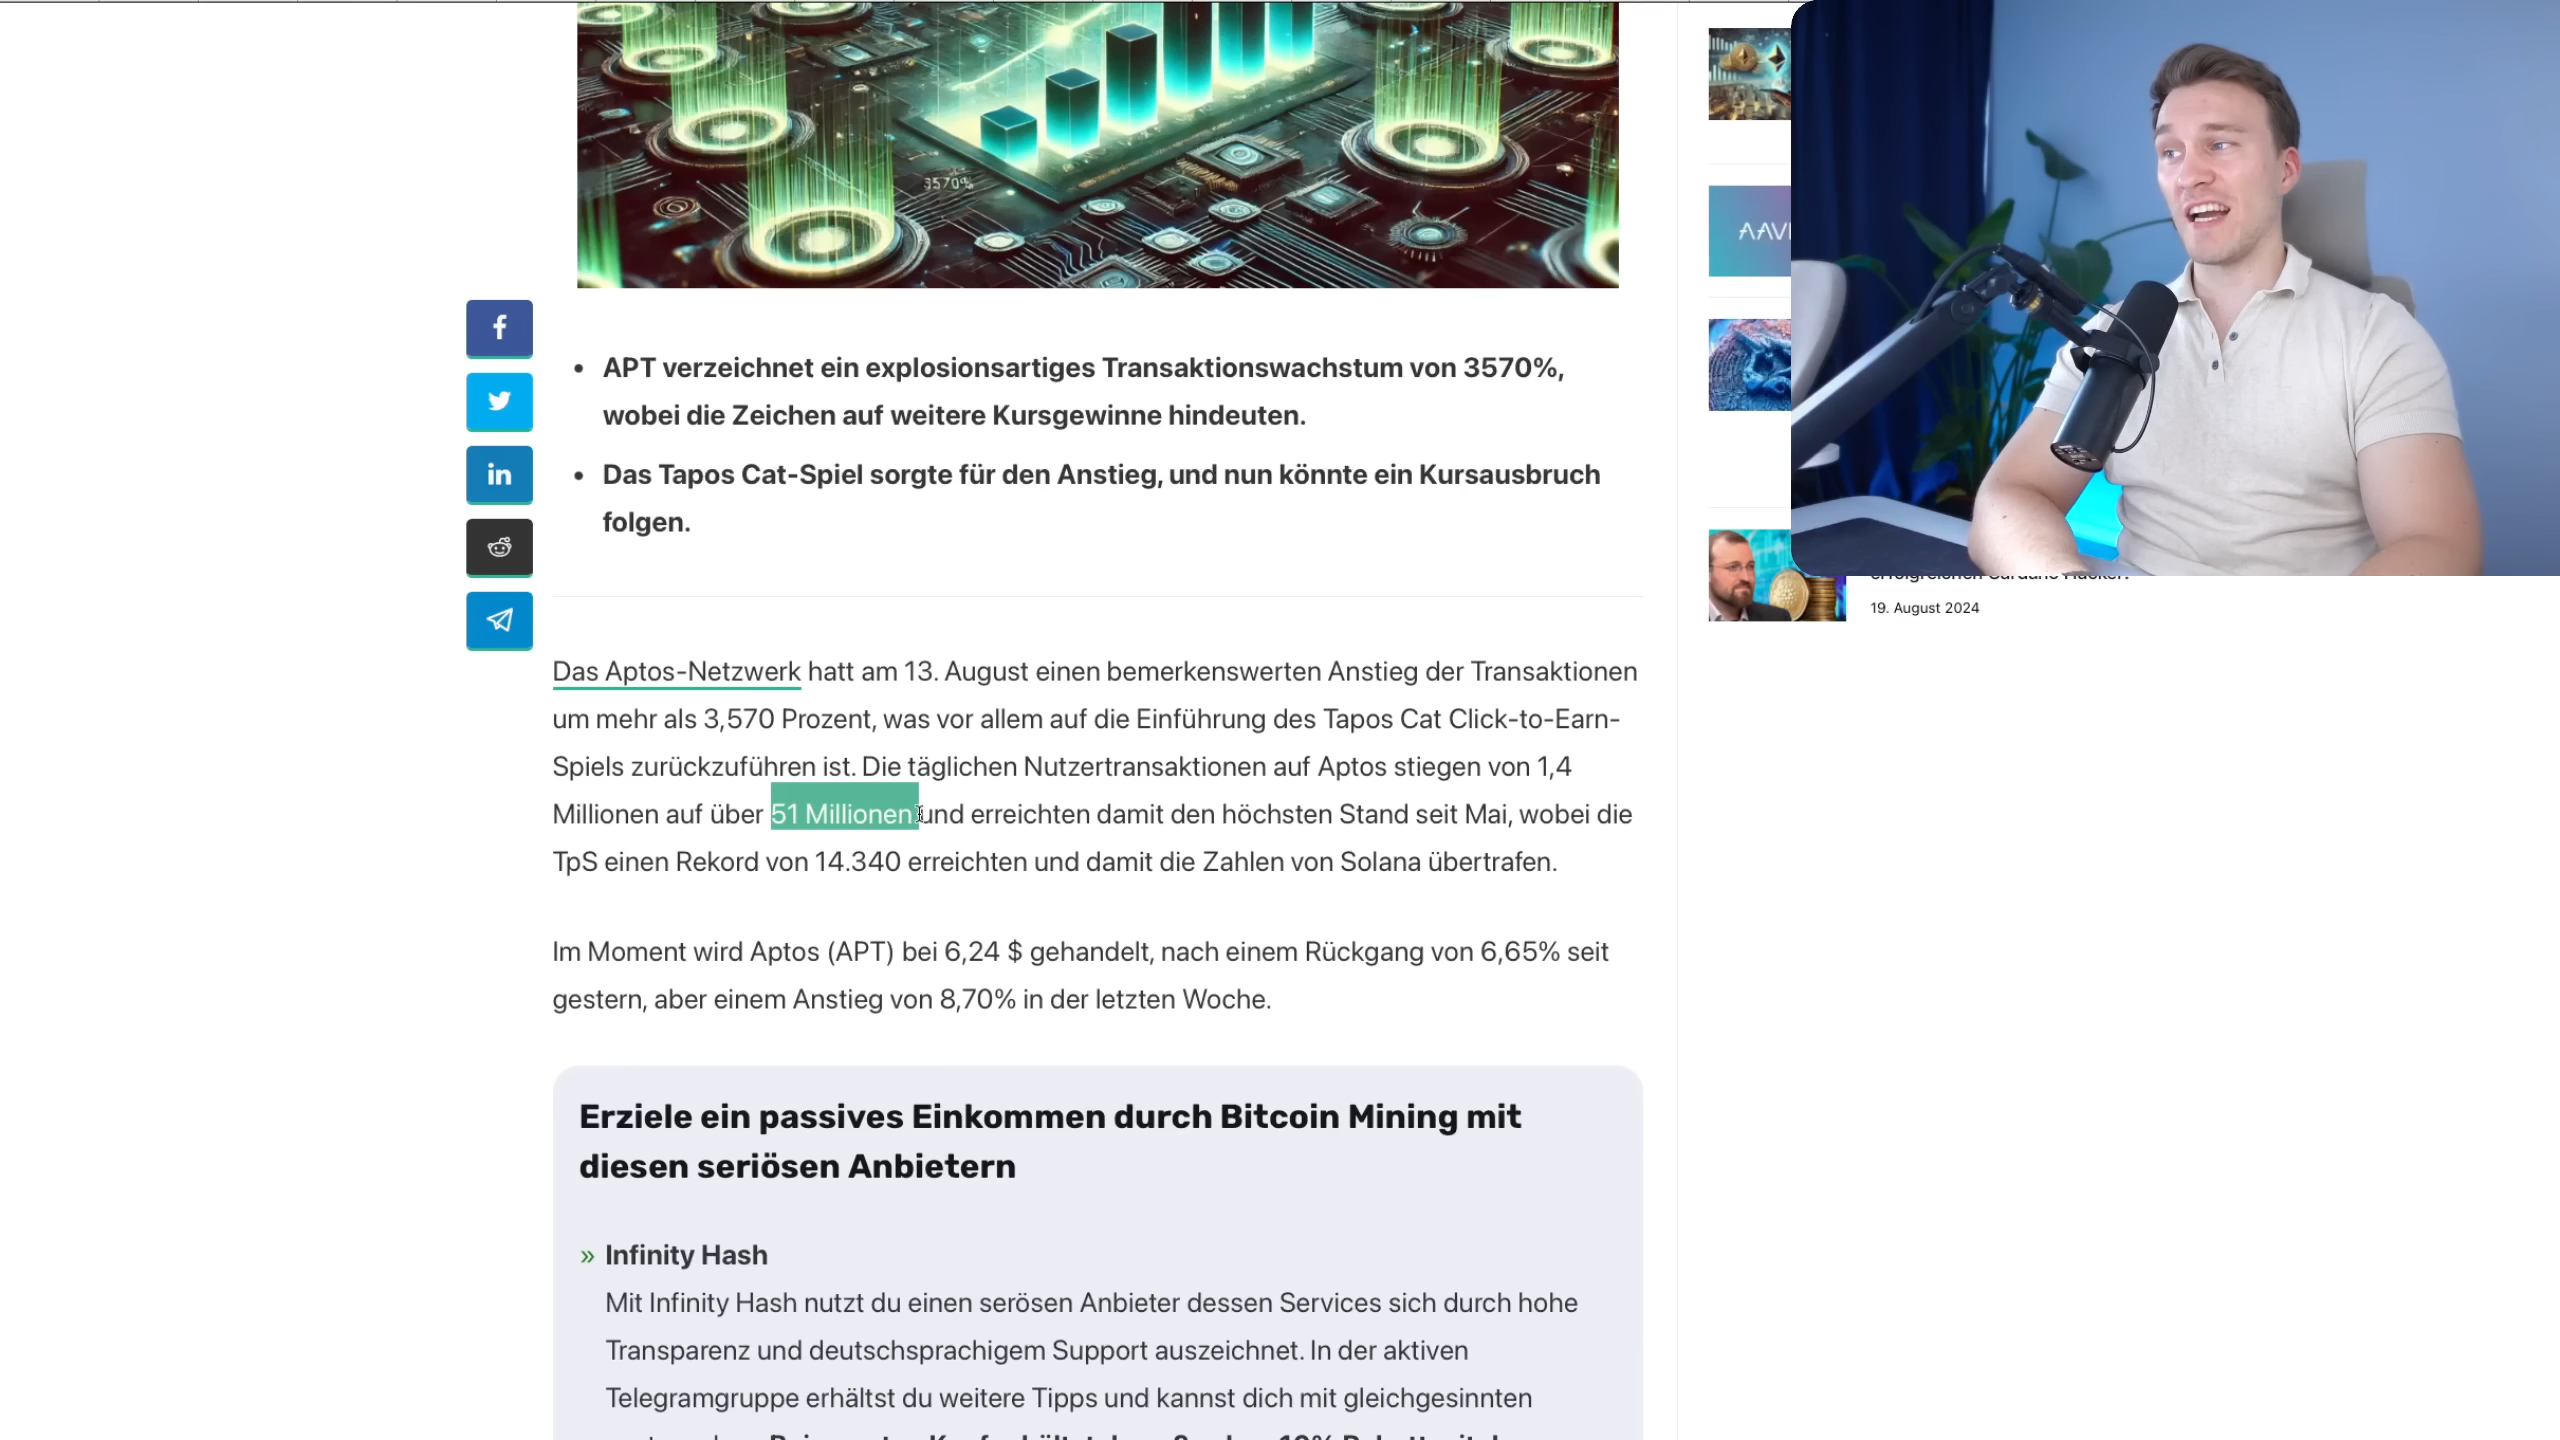 3570%
AAV
f
in
APT verzeichnet ein explosionsartiges Transaktionswachstum von 3570%,
wobei die Zeichen auf weitere Kursgewinne hindeuten.
Das Tapos Cat-Spiel sorgte für den Anstieg, und nun könnte ein Kursausbruch
folgen.
19. August 2024
Das Aptos-Netzwerk hatt am 13. August einen bemerkenswerten Anstieg der Transaktionen
um mehr als 3,570 Prozent, was vor allem auf die Einführung des Tapos Cat Click-to-Earn-
Spiels zurückzuführen ist. Die täglichen Nutzertransaktionen auf Aptos stiegen von 1,4
Millionen auf über 51 Millionen und erreichten damit den höchsten Stand seit Mai, wobei die
TpS einen Rekord von 14.340 erreichten und damit die Zahlen von Solana übertrafen.
Im Moment wird Aptos (APT) bei 6,24 $ gehandelt, nach einem Rückgang von 6,65% seit
gestern, aber einem Anstieg von 8,70% in der letzten Woche.
Erziele ein passives Einkommen durch Bitcoin Mining mit
diesen seriösen Anbietern
» Infinity Hash
Mit Infinity Hash nutzt du einen serösen Anbieter dessen Services sich durch hohe
Transparenz und deutschsprachigem Support auszeichnet. In der aktiven
Telegramgruppe erhältst du weitere Tipps und kannst dich mit gleichgesinnten